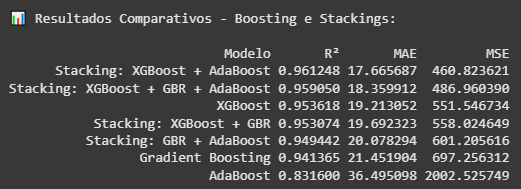 📊 Resultados Comparativos - Boosting e Stackings:
Modelo R² MAE MSE
Stacking: XGBoost + AdaBoost 0.961248 17.665687 460.823621
Stacking: XGBoost + GBR + AdaBoost 0.959050 18.359912 486.960390
XGBoost 0.953618 19.213052 551.546734
Stacking: XGBoost + GBR 0.953074 19.692323 558.024649
Stacking: GBR + AdaBoost 0.949442 20.078294 601.205616
Gradient Boosting 0.941365 21.451904 697.256312
AdaBoost 0.831600 36.495098 2002.525749